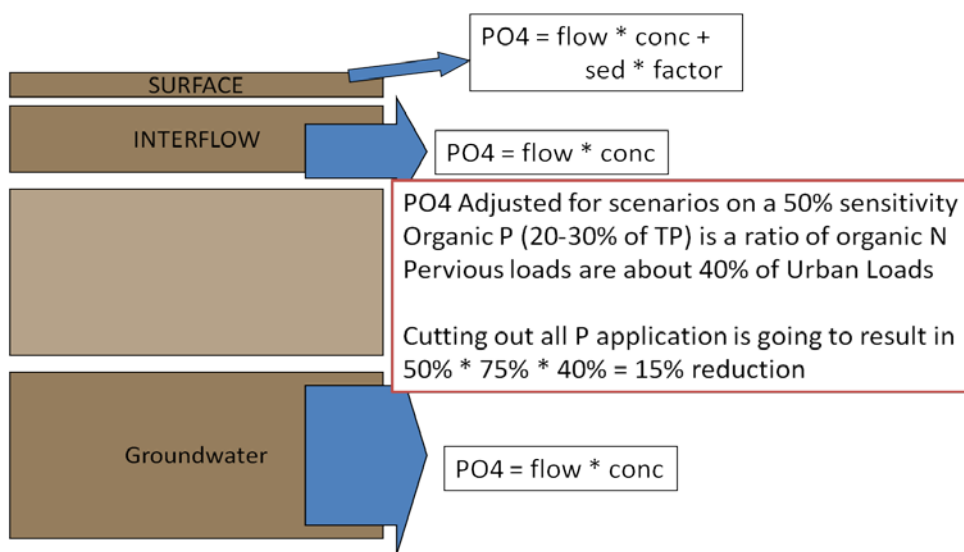 PO4 = flow * conc +
sed * factor
SURFACE
INTERFLOW
PO4 = flow * conc
PO4 Adjusted for scenarios on a 50% sensitivity
Organic P (20-30% of TP) is a ratio of organic N
Pervious loads are about 40% of Urban Loads
Cutting out all P application is going to result in
50% * 75% * 40% = 15% reduction
Groundwater
PO4 = flow * conc